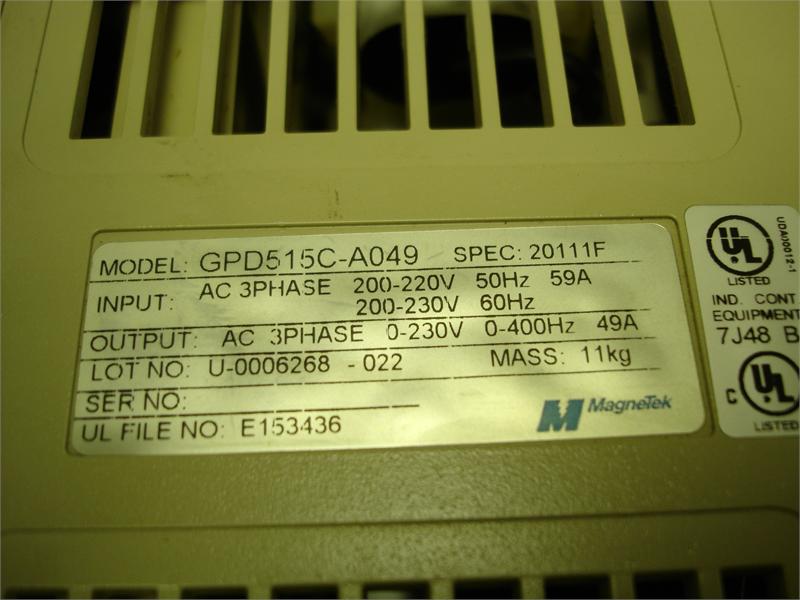 MODEL: GPD515C-A049 SPEC: 20111F
INPUT: AC 3PHASE 200-220V 50Hz 59A
200-230V 60Hz
OUTPUT: AC 3PHASE 0-230V 0-400Hz 49A
LOT NO: U-0006268 - 022 MASS: 11kg
SER NO:
UL FILE NO: E153436
MagneTek
UL
LISTED
UDA00012-1
IND. CONT
EQUIPMENT
7J48 B
C UL
LISTED